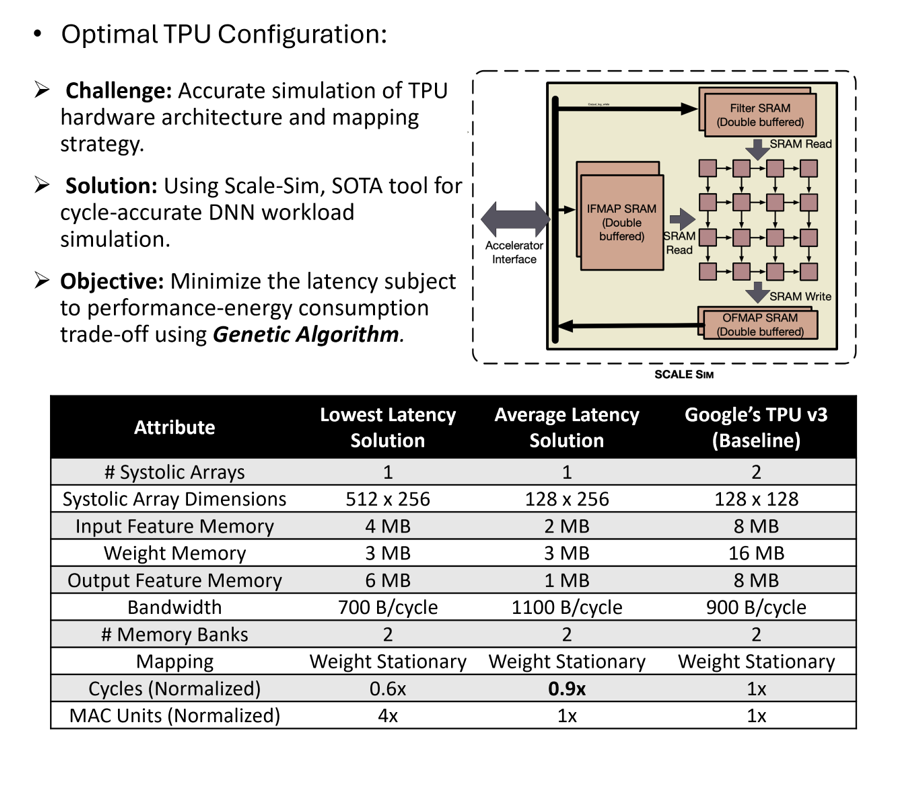 • Optimal TPU Configuration:
➢ Challenge: Accurate simulation of TPU
hardware architecture and mapping
strategy.
➢ Solution: Using Scale-Sim, SOTA tool for
cycle-accurate DNN workload
simulation.
➢ Objective: Minimize the latency subject
to performance-energy consumption
trade-off using Genetic Algorithm.
Filter SRAM
(Double buffered)
SRAM Read
IFMAP SRAM
(Double
buffered)
SRAM
Read
Accelerator
Interface
SRAM Write
OFMAP SRAM
(Double buffered)
SCALE SIM
Attribute Lowest Latency Solution Average Latency Solution Google's TPU v3 (Baseline)
# Systolic Arrays 1 1 2
Systolic Array Dimensions 512 x 256 128 x 256 128 x 128
Input Feature Memory 4 MB 2 MB 8 MB
Weight Memory 3 MB 3 MB 16 MB
Output Feature Memory 6 MB 1 MB 8 MB
Bandwidth 700 B/cycle 1100 B/cycle 900 B/cycle
# Memory Banks 2 2 2
Mapping Weight Stationary Weight Stationary Weight Stationary
Cycles (Normalized) 0.6x 0.9x 1x
MAC Units (Normalized) 4x 1x 1x